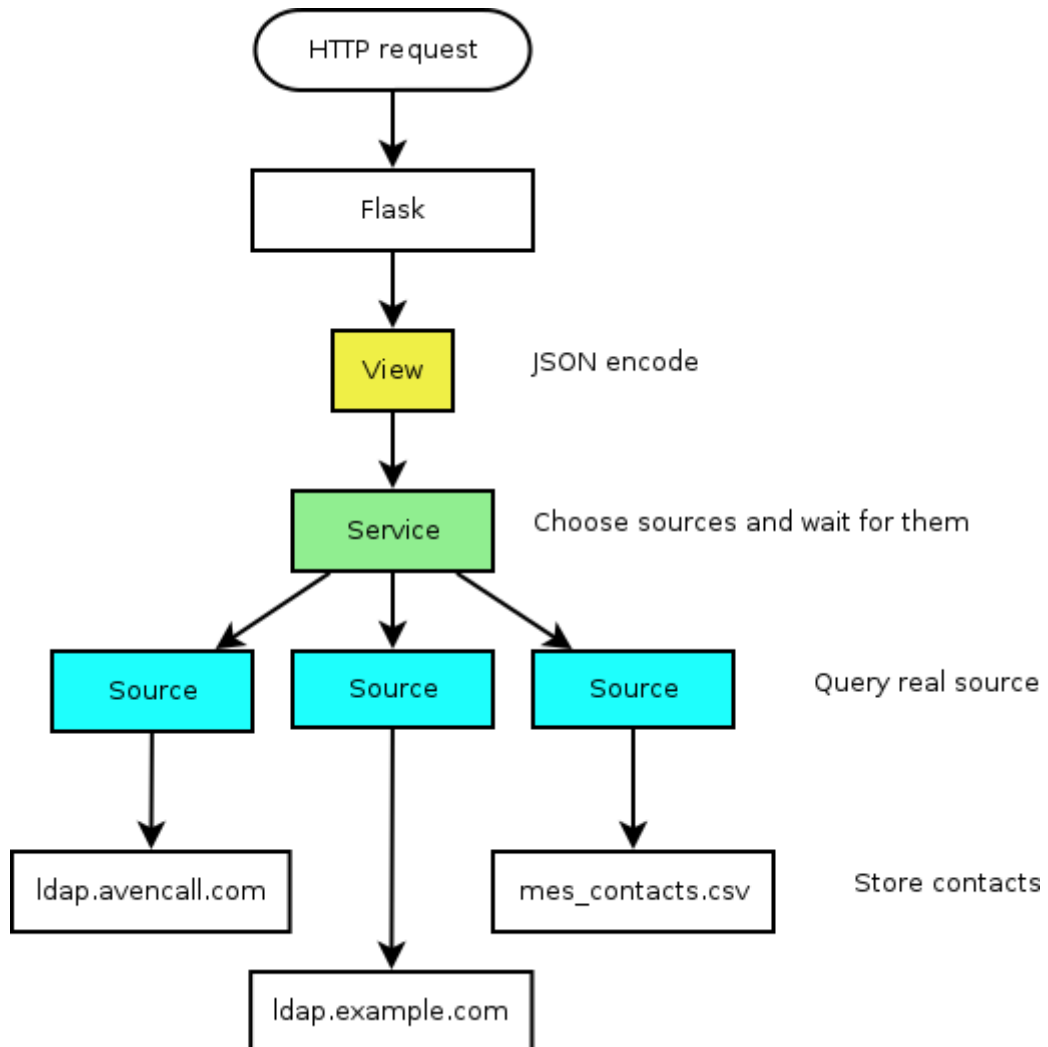 HTTP request
Flask
View
JSON encode
Service
Choose sources and wait for them
Source
Source
Source
Query real source
ldap.avencall.com
mes_contacts.csv
Store contacts
ldap.example.com